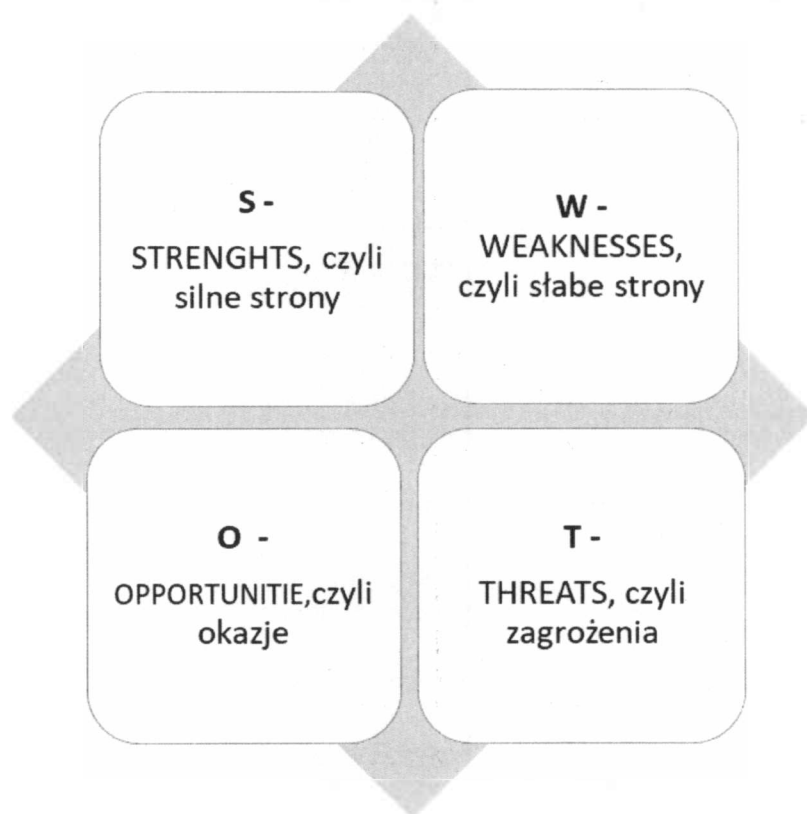 S -
STRENGHTS, czyli
silne strony
W -
WEAKNESSES,
czyli słabe strony
O -
OPPORTUNITIE,czyli
okazje
T -
THREATS, czyli
zagrożenia